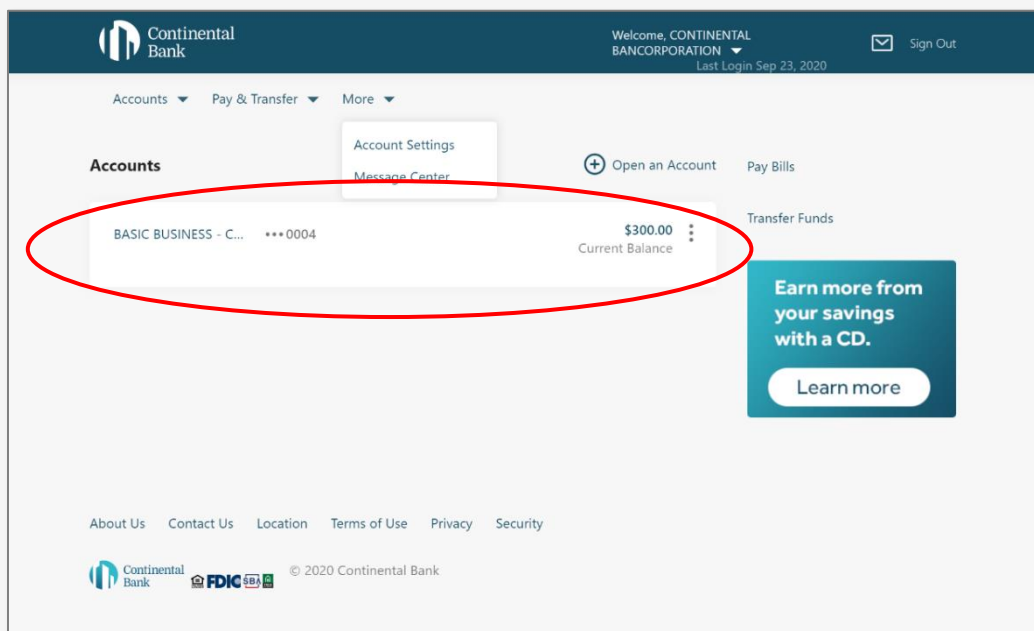 Continental
Bank
Welcome, CONTINENTAL
BANCORPORATION
Sign Out
Last Login Sep 23, 2020
Accounts Pay & Transfer More
Account Settings
Message Center
Accounts
Open an Account
Pay Bills
Transfer Funds
BASIC BUSINESS - C... •••0004
$300.00
Current Balance
Earn more from
your savings
with a CD.
Learn more
About Us Contact Us Location Terms of Use Privacy Security
Continental
Bank
FDIC SBA
© 2020 Continental Bank